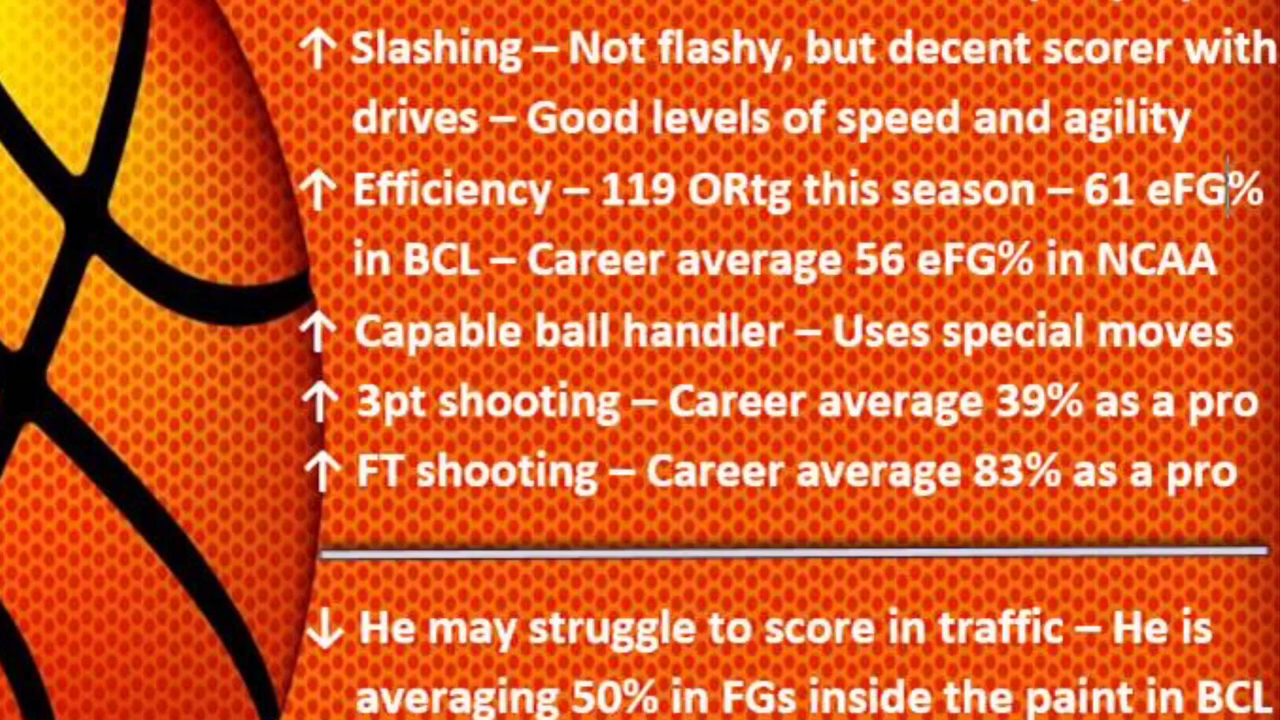 ↑ Slashing – Not flashy, but decent scorer with
drives – Good levels of speed and agility
↑ Efficiency – 119 ORtg this season – 61 eFG%
in BCL – Career average 56 eFG% in NCAA
↑ Capable ball handler – Uses special moves
↑ 3pt shooting – Career average 39% as a pro
↑ FT shooting – Career average 83% as a pro
↓ He may struggle to score in traffic – He is
averaging 50% in FGs inside the paint in BCL